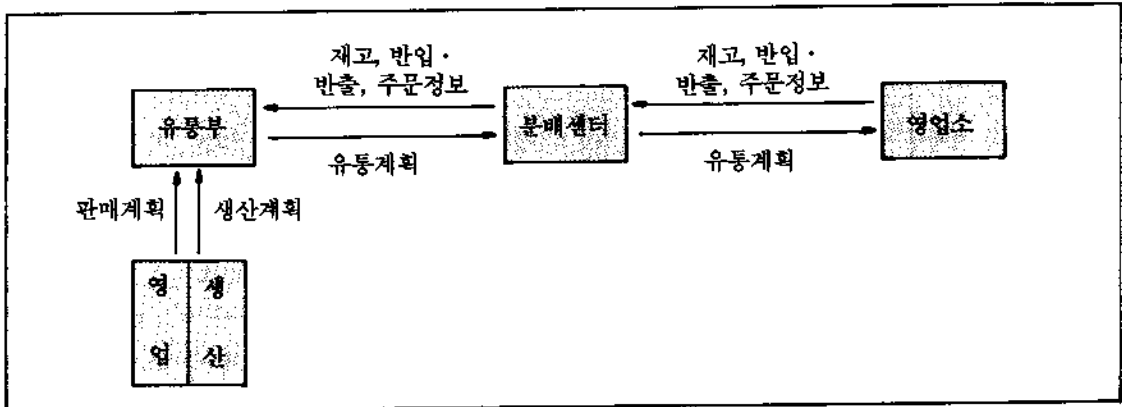 재고, 반입·
반출, 주문정보
재고, 반입·
반출, 주문정보
유통부
분배센터
영업소
유통계획
유통계획
판매계획
생산계획
영 생
업 산